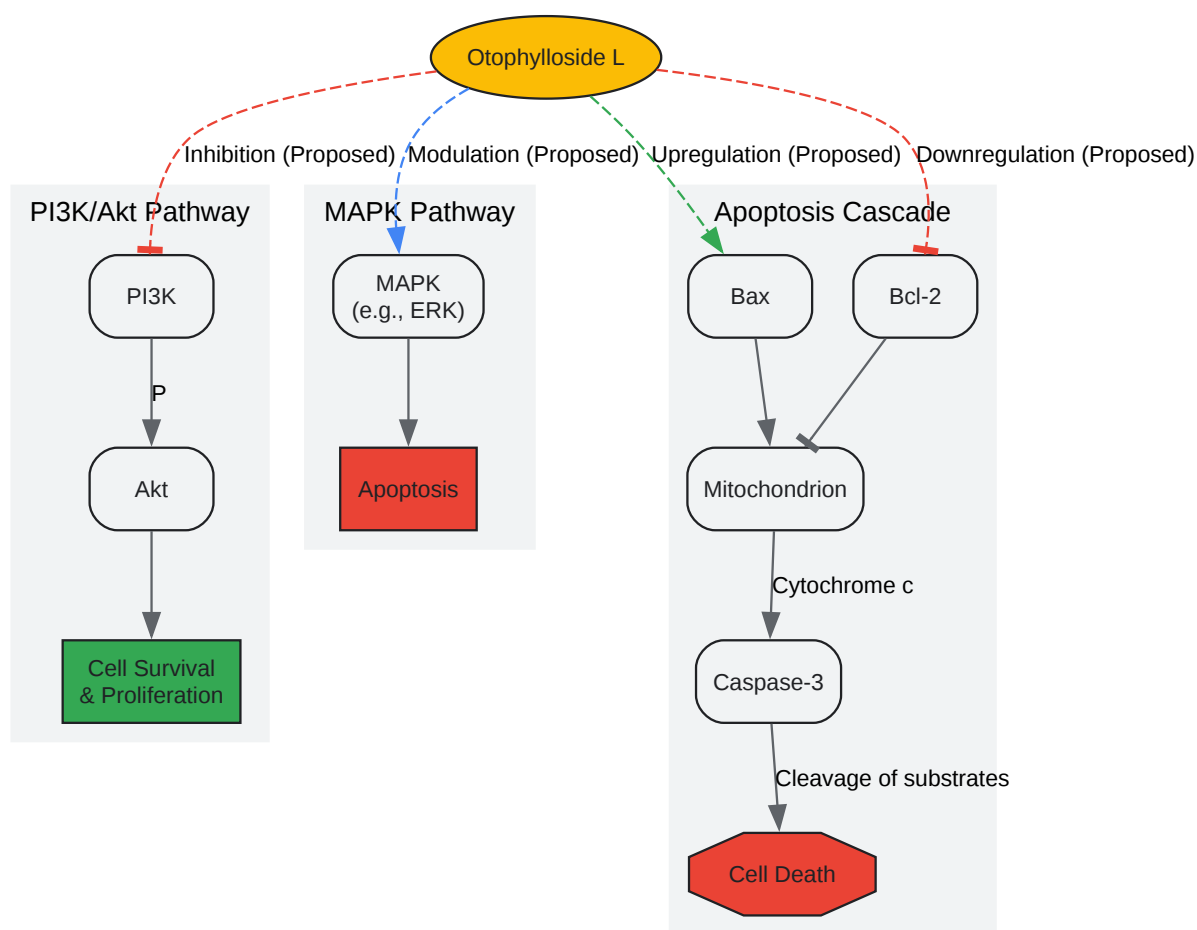 Otophylloside L
Inhibition (Proposed)
Modulation (Proposed)
Upregulation (Proposed)
Downregulation (Proposed)
PI3K/Akt Pathway
MAPK Pathway
Apoptosis Cascade
PI3K
MAPK
(e.g., ERK)
Bax
Bcl-2
P
Akt
Apoptosis
Mitochondrion
Cytochrome c
Cell Survival
& Proliferation
Caspase-3
Cleavage of substrates
Cell Death